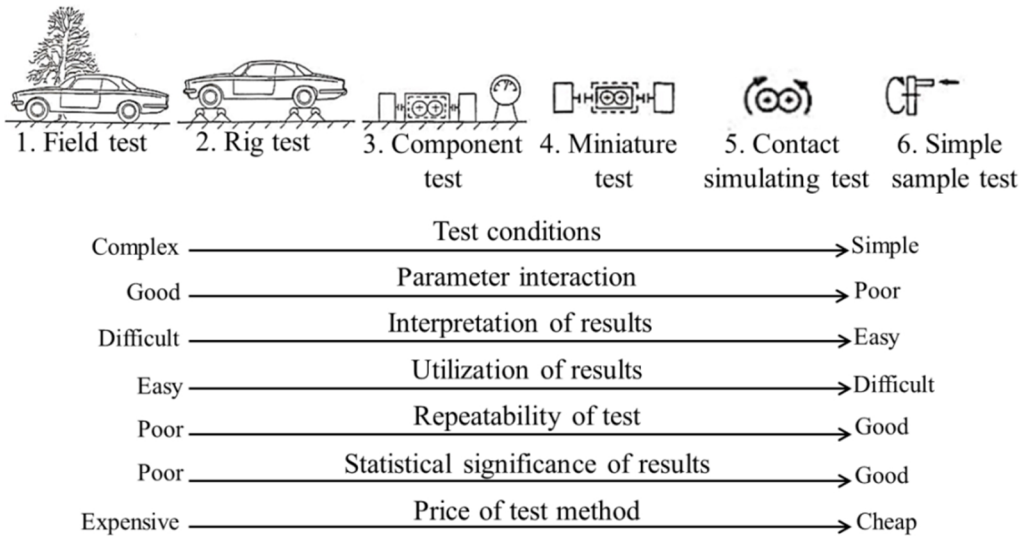 1. Field test
2. Rig test
3. Component
test
4. Miniature
test
5. Contact
simulating test
6. Simple
sample test
Test conditions
Complex
Simple
Parameter interaction
Good
Poor
Interpretation of results
Difficult
Easy
Utilization of results
Easy
Difficult
Repeatability of test
Poor
Good
Statistical significance of results
Poor
Good
Price of test method
Expensive
Cheap